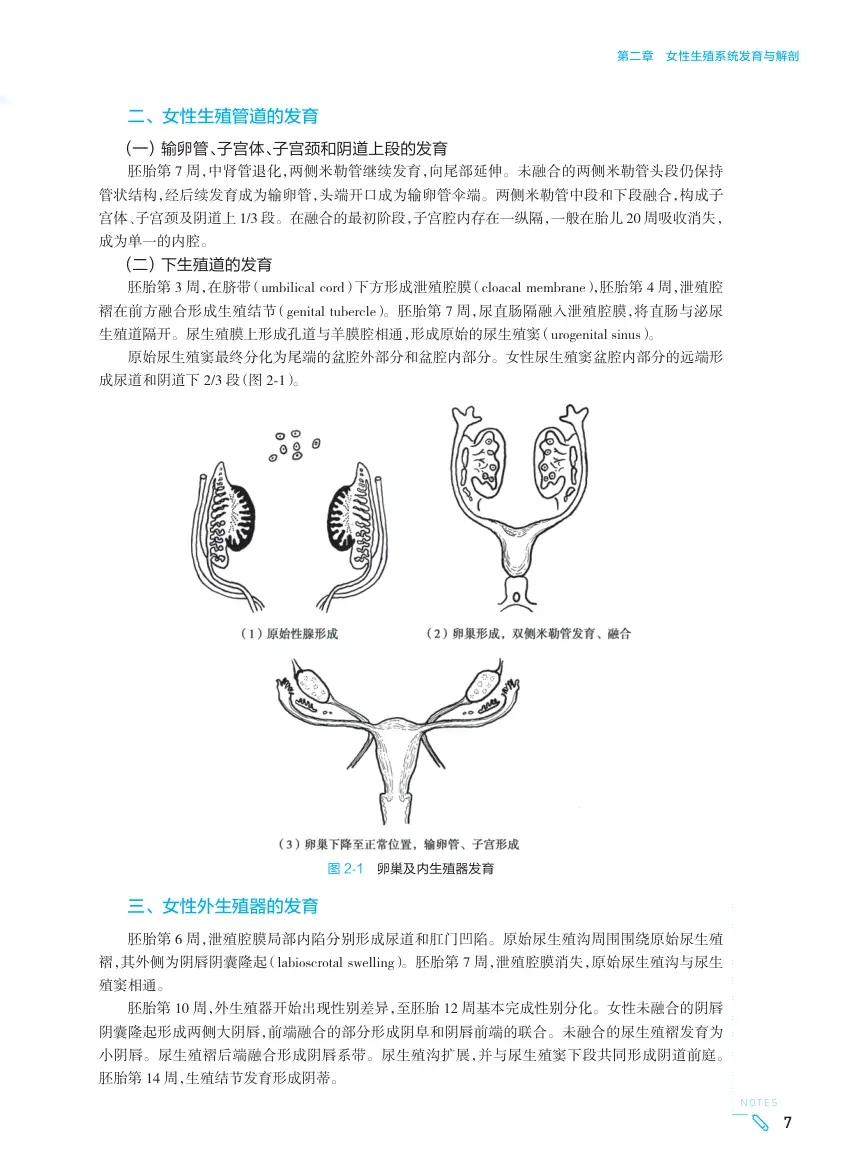 第二章 女性生殖系统发育与解剖
二、女性生殖管道的发育
（一）输卵管、子宫体、子宫颈和阴道上段的发育
胚胎第 7 周，中肾管退化，两侧米勒管继续发育，向尾部延伸。未融合的两侧米勒管头段仍保持
管状结构，经后续发育成为输卵管，头端开口成为输卵管伞端。两侧米勒管中段和下段融合，构成子
宫体、子宫颈及阴道上 1/3 段。在融合的最初阶段，子宫腔内存在一纵隔，一般在胎儿 20 周吸收消失，
成为单一的内腔。
（二）下生殖道的发育
胚胎第 3 周，在脐带（umbilical cord）下方形成泄殖腔膜（cloacal membrane），胚胎第 4 周，泄殖腔
褶在前方融合形成生殖结节（genital tubercle）。胚胎第 7 周，尿直肠隔融入泄殖腔膜，将直肠与泌尿
生殖道隔开。尿生殖膜上形成孔道与羊膜腔相通，形成原始的尿生殖窦（urogenital sinus）。
原始尿生殖窦最终分化为尾端的盆腔外部分和盆腔内部分。女性尿生殖窦盆腔内部分的远端形
成尿道和阴道下 2/3 段（图 2-1）。
（1）原始性腺形成
（2）卵巢形成，双侧米勒管发育、融合
（3）卵巢下降至正常位置，输卵管、子宫形成
图 2-1 卵巢及内生殖器发育
三、女性外生殖器的发育
胚胎第 6 周，泄殖腔膜局部内陷分别形成尿道和肛门凹陷。原始尿生殖沟周围围绕原始尿生殖
褶，其外侧为阴唇阴囊隆起（labioscrotal swelling）。胚胎第 7 周，泄殖腔膜消失，原始尿生殖沟与尿生
殖窦相通。
胚胎第 10 周，外生殖器开始出现性别差异，至胚胎 12 周基本完成性别分化。女性未融合的阴唇
阴囊隆起形成两侧大阴唇，前端融合的部分形成阴阜和阴唇前端的联合。未融合的尿生殖褶发育为
小阴唇。尿生殖褶后端融合形成阴唇系带。尿生殖沟扩展，并与尿生殖窦下段共同形成阴道前庭。
胚胎第 14 周，生殖结节发育形成阴蒂。
NOTES
7